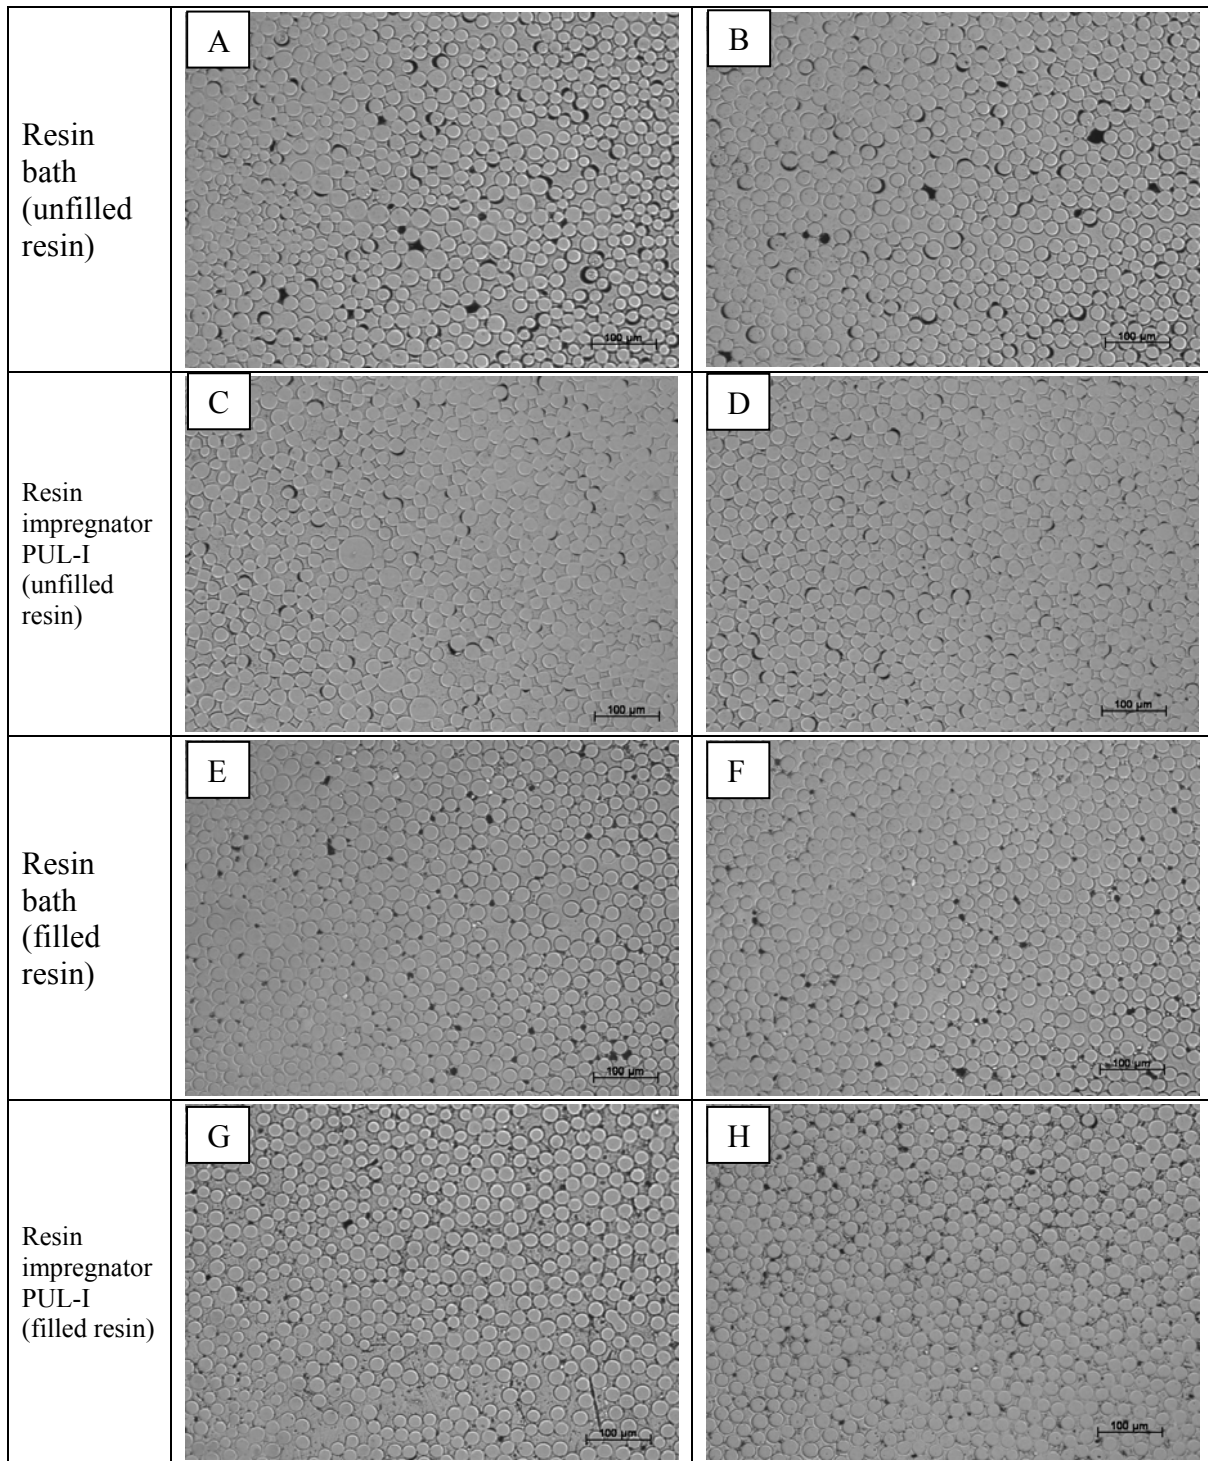 Resin
bath
(unfilled
resin)
A
100 µm
B
100 µm
Resin
impregnator
PUL-I
(unfilled
resin)
C
100 µm
D
100 µm
Resin
bath
(filled
resin)
E
100 µm
F
100 µm
Resin
impregnator
PUL-I
(filled resin)
G
100 µm
H
100 µm